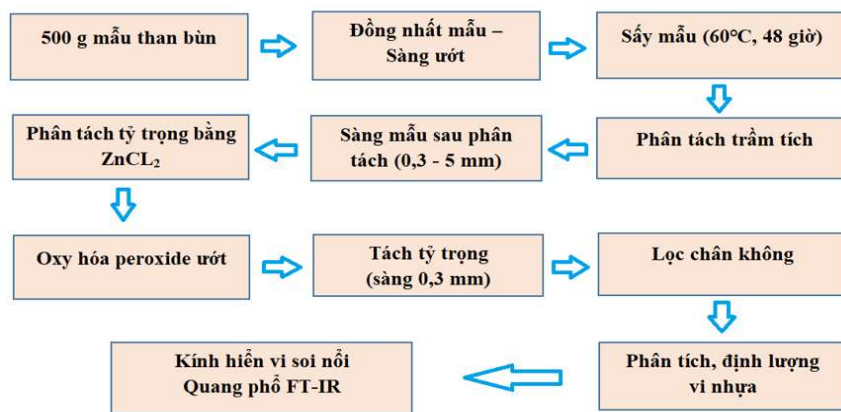 500 g mẫu than bùn
Đồng nhất mẫu –
Sàng ướt
Sấy mẫu (60°C, 48 giờ)
Phân tách trầm tích
Sàng mẫu sau phân
tách (0,3 - 5 mm)
Phân tách tỷ trọng bằng
ZnCL₂
Oxy hóa peroxide ướt
Tách tỷ trọng
(sàng 0,3 mm)
Lọc chân không
Phân tích, định lượng
vi nhựa
Kính hiển vi soi nổi
Quang phổ FT-IR